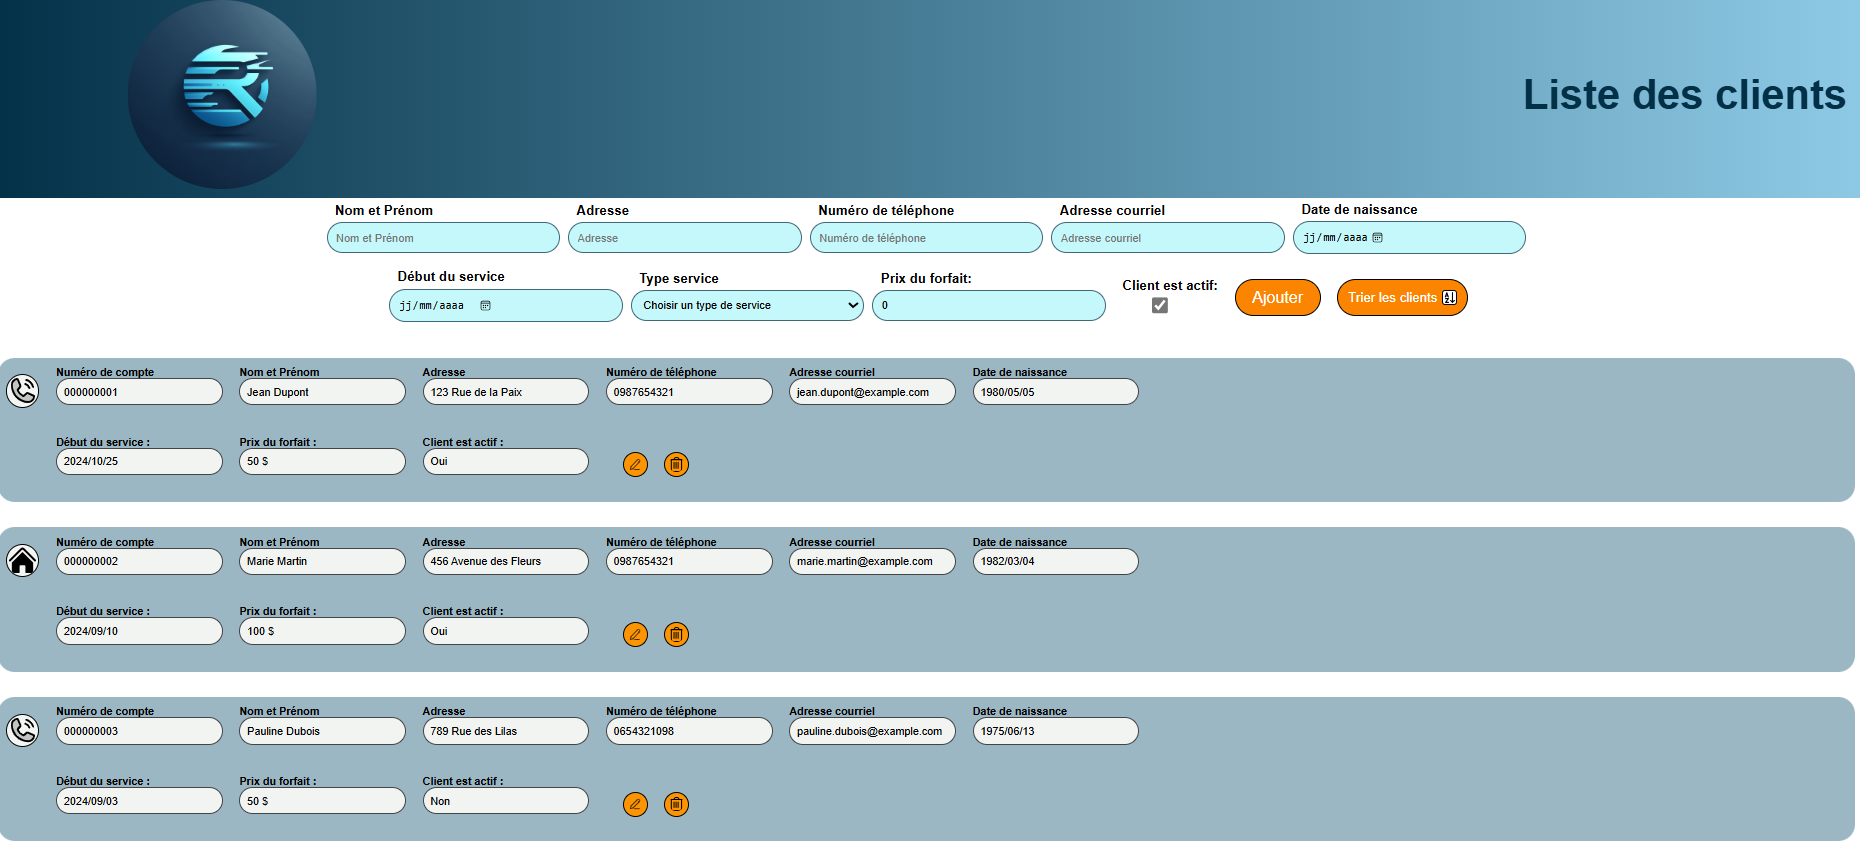 Liste des clients
Nom et Prénom Adresse Numéro de téléphone Adresse courriel Date de naissance
Nom et Prénom Adresse Numéro de téléphone Adresse courriel jj/mm/aaaa
Début du service Type service Prix du forfait: Client est actif:
jj/mm/aaaa Choisir un type de service 0 Ajouter Trier les clients
Numéro de compte Nom et Prénom Adresse Numéro de téléphone Adresse courriel Date de naissance
000000001 Jean Dupont 123 Rue de la Paix 0987654321 jean.dupont@example.com 1980/05/05
Début du service : Prix du forfait : Client est actif :
2024/10/25 50 $ Oui
Numéro de compte Nom et Prénom Adresse Numéro de téléphone Adresse courriel Date de naissance
000000002 Marie Martin 456 Avenue des Fleurs 0987654321 marie.martin@example.com 1982/03/04
Début du service : Prix du forfait : Client est actif :
2024/09/10 100 $ Oui
Numéro de compte Nom et Prénom Adresse Numéro de téléphone Adresse courriel Date de naissance
000000003 Pauline Dubois 789 Rue des Lilas 0654321098 pauline.dubois@example.com 1975/06/13
Début du service : Prix du forfait : Client est actif :
2024/09/03 50 $ Non